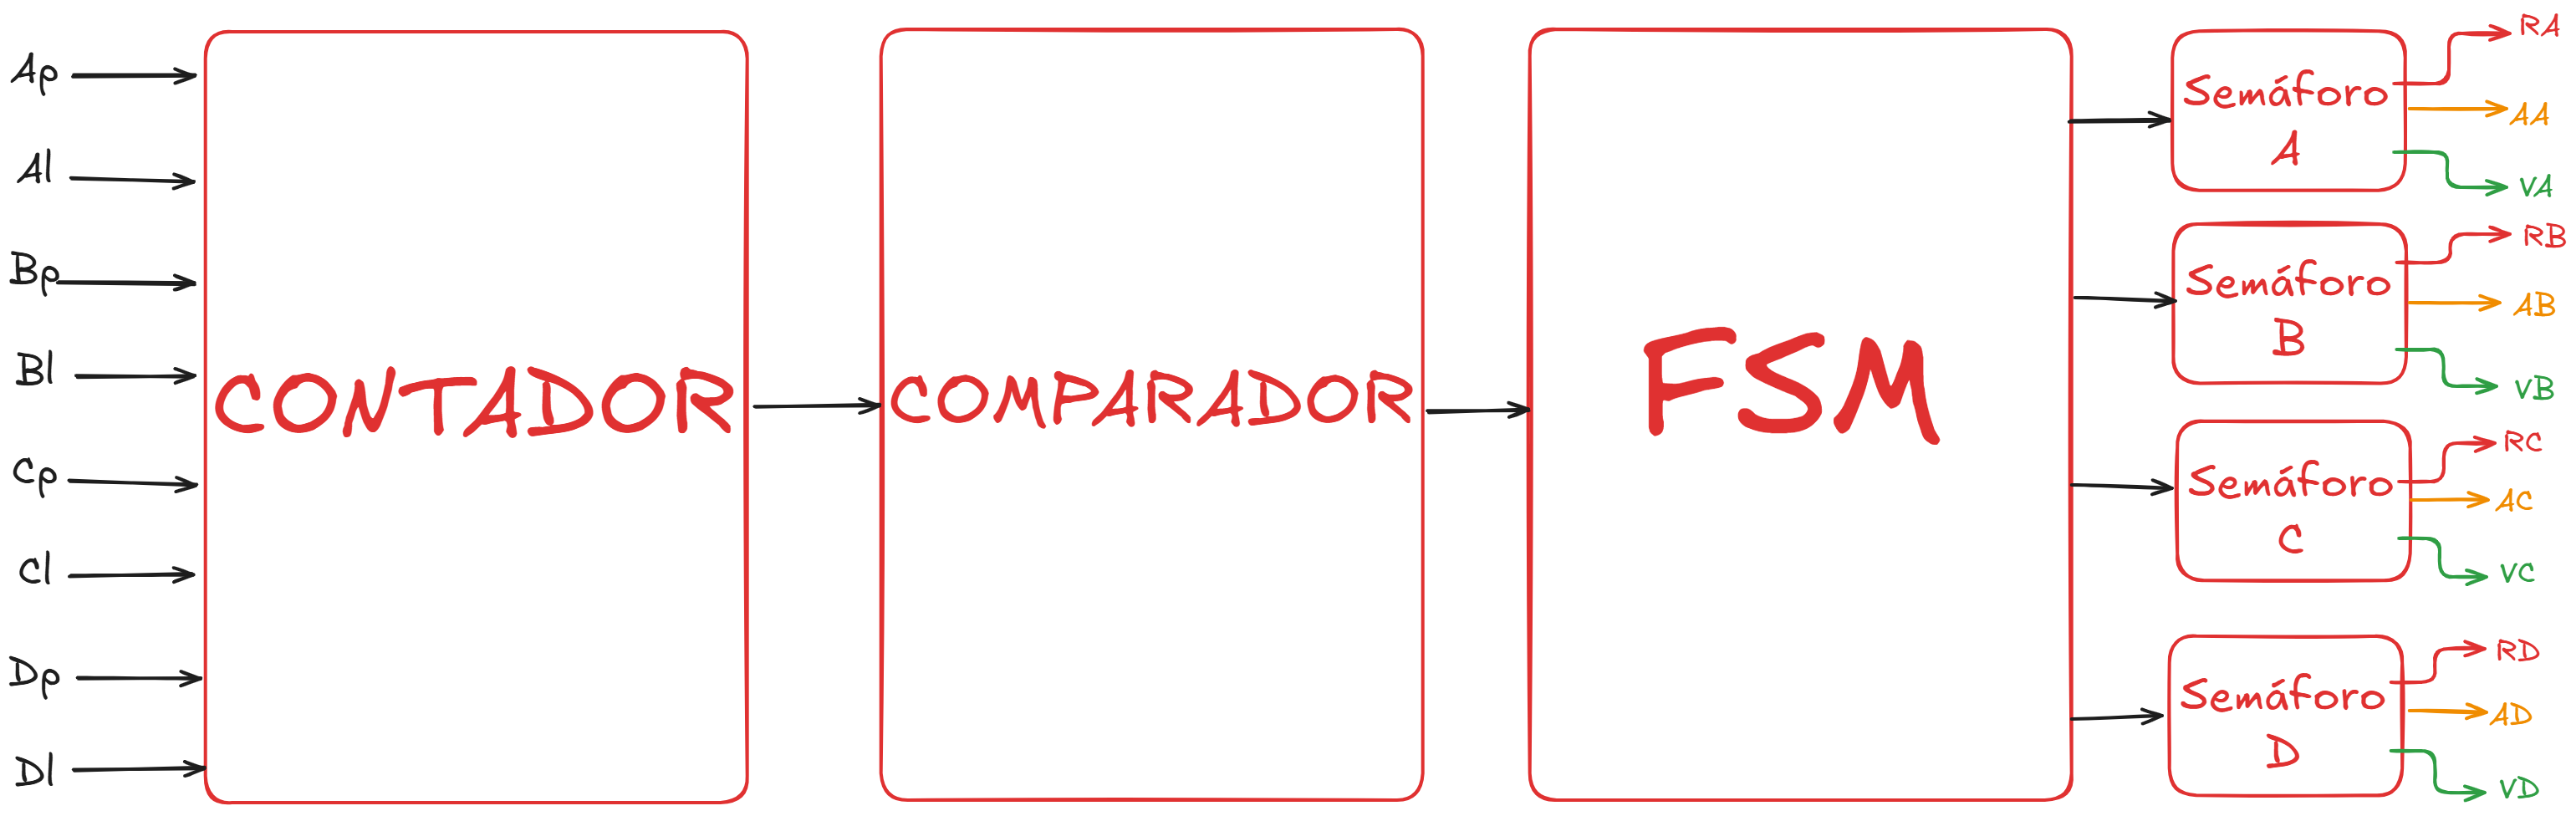 Ap
Al
Bp
Bl
Cp
Cl
Dp
Dl
CONTADOR
COMPARADOR
FSM
Semáforo
A
RA
AA
VA
Semáforo
B
RB
AB
VB
Semáforo
C
RC
AC
VC
Semáforo
D
RD
AD
VD